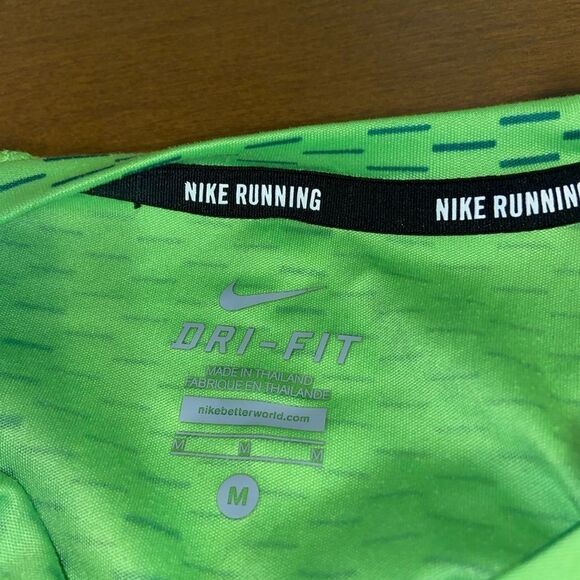 NIKE RUNNING NIKE RUNNING
DRI-FIT
MADE IN THAILAND
FABRIQUE EN THAILANDE
nikebetterworld.com
M M M
M